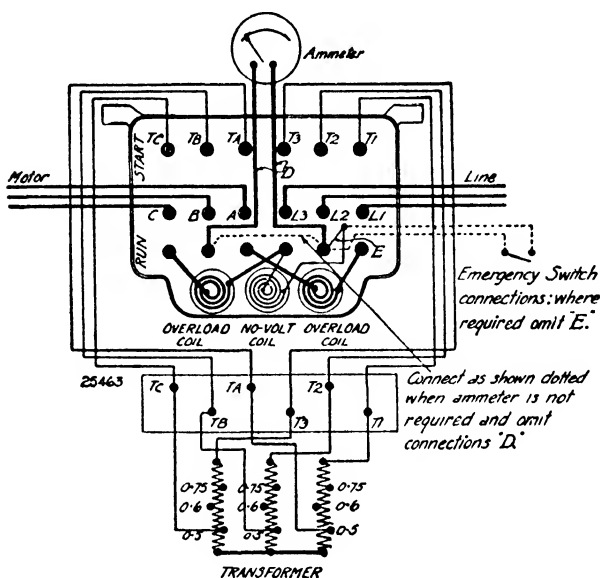 Ammeter
TC TB TA T3 T2 T1
START
D
Motor
Line
C B A L3 L2 L1
RUN
E
Emergency Switch
connections: where
required omit "E."
OVERLOAD COIL
NO-VOLT COIL
OVERLOAD COIL
25463
Connect as shown dotted
when ammeter is not
required and omit
connections "D."
TC TA T2
TB T3 T1
0.75 0.75 0.75
0.6 0.6 0.6
0.5 0.5 0.5
TRANSFORMER